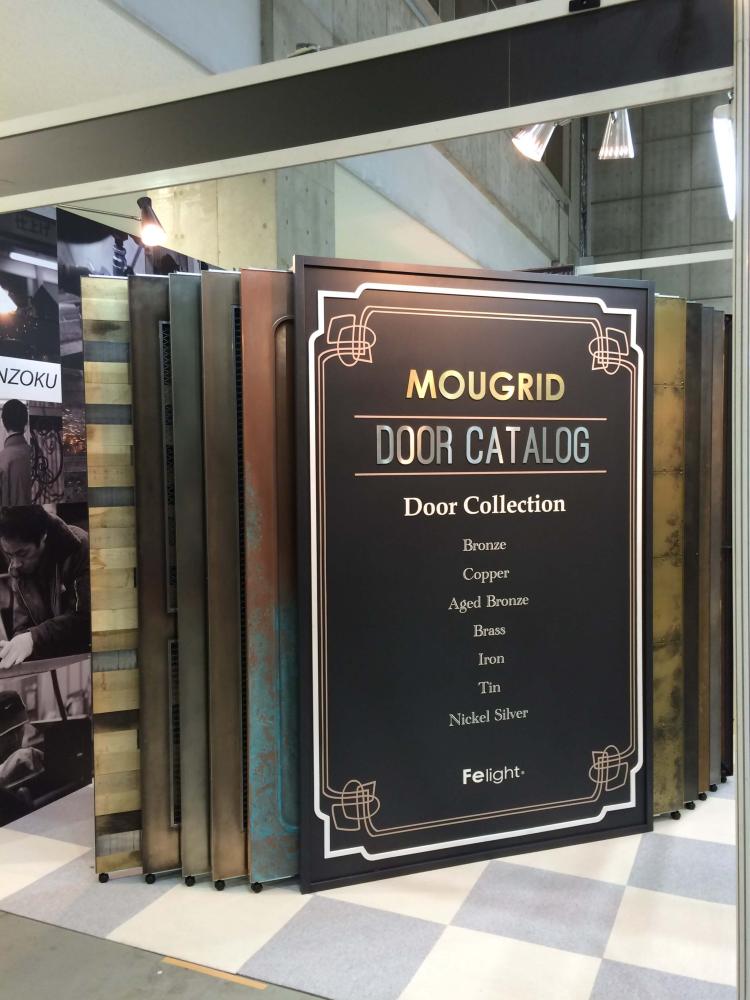 NZOKU
MOUGRID
DOOR CATALOG
Door Collection
Bronze
Copper
Aged Bronze
Brass
Iron
Tin
Nickel Silver
Felight